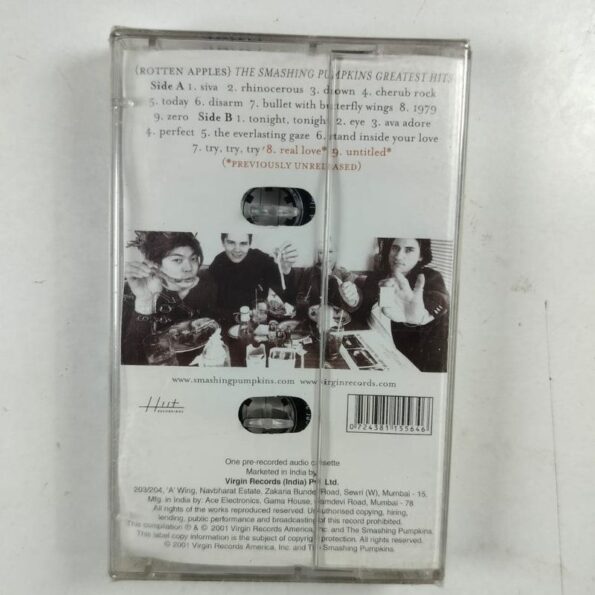 (ROTTEN APPLES) THE SMASHING PUMPKINS GREATEST HITS
Side A 1. siva 2. rhinocerous 3. drown 4. cherub rock
5. today 6. disarm 7. bullet with butterfly wings 8. 1979
9. zero Side B 1. tonight, tonight 2. eye 3. ava adore
4. perfect 5. the everlasting gaze 6. stand inside your love
7. try, try, try 8. real love* 9. untitled*
(*PREVIOUSLY UNRELEASED)
www.smashingpumpkins.com www.virginrecords.com
Hut
RECORDINGS
0 724381 155646
One pre-recorded audio cassette
Marketed in India by
Virgin Records (India) Pvt. Ltd.
203/204, 'A' Wing, Navbharat Estate, Zakaria Bunder Road, Sewri (W), Mumbai - 15.
Mfg. in India by: Ace Electronics, Gama House, Mumbai - 78
All rights of the works reproduced reserved. Unauthorised copying, hiring,
lending, public performance and broadcasting of this record prohibited.
This compilation ℗ & © 2001 Virgin Records America, Inc. and The Smashing Pumpkins.
This label copy information is the subject of copyright protection. All rights reserved.
© 2001 Virgin Records America, Inc. and The Smashing Pumpkins.